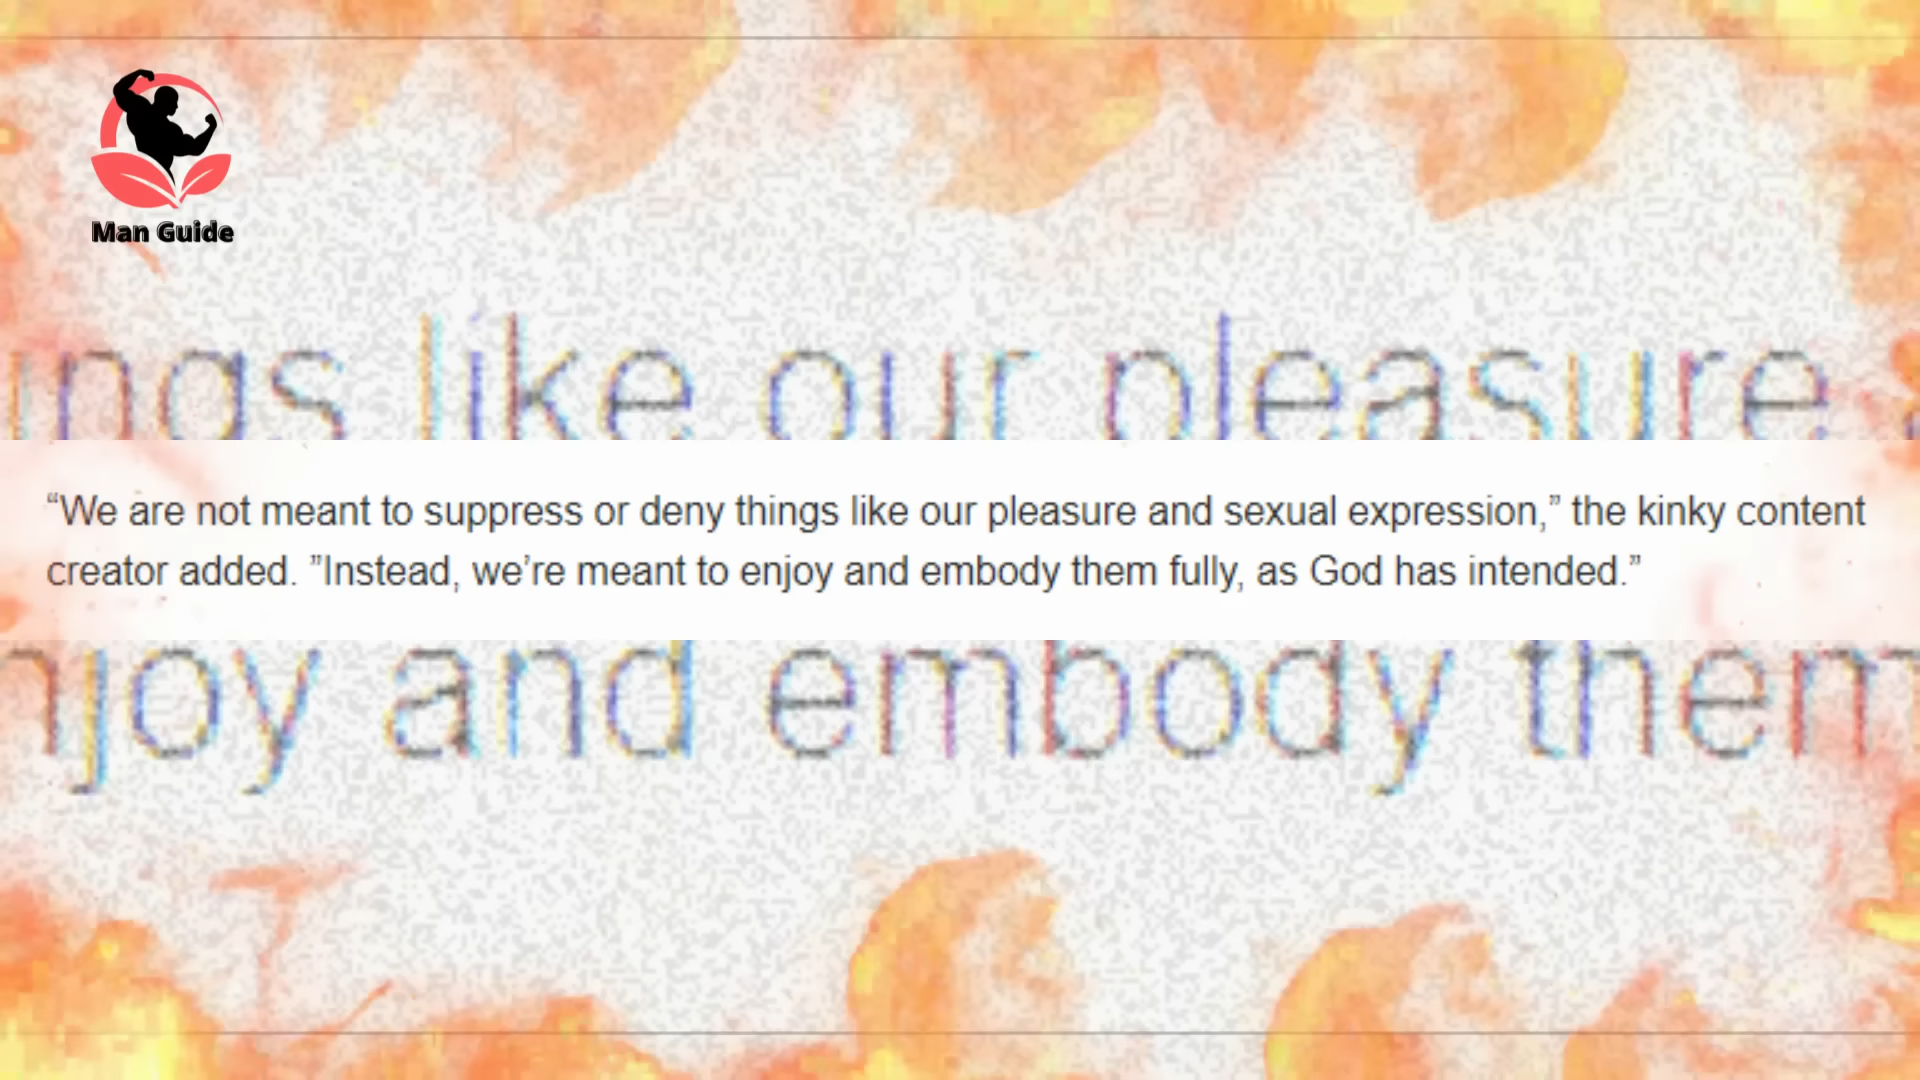 Man Guide
ings like our pleasure
“We are not meant to suppress or deny things like our pleasure and sexual expression,” the kinky content
creator added. ”Instead, we’re meant to enjoy and embody them fully, as God has intended.”
njoy and embody them